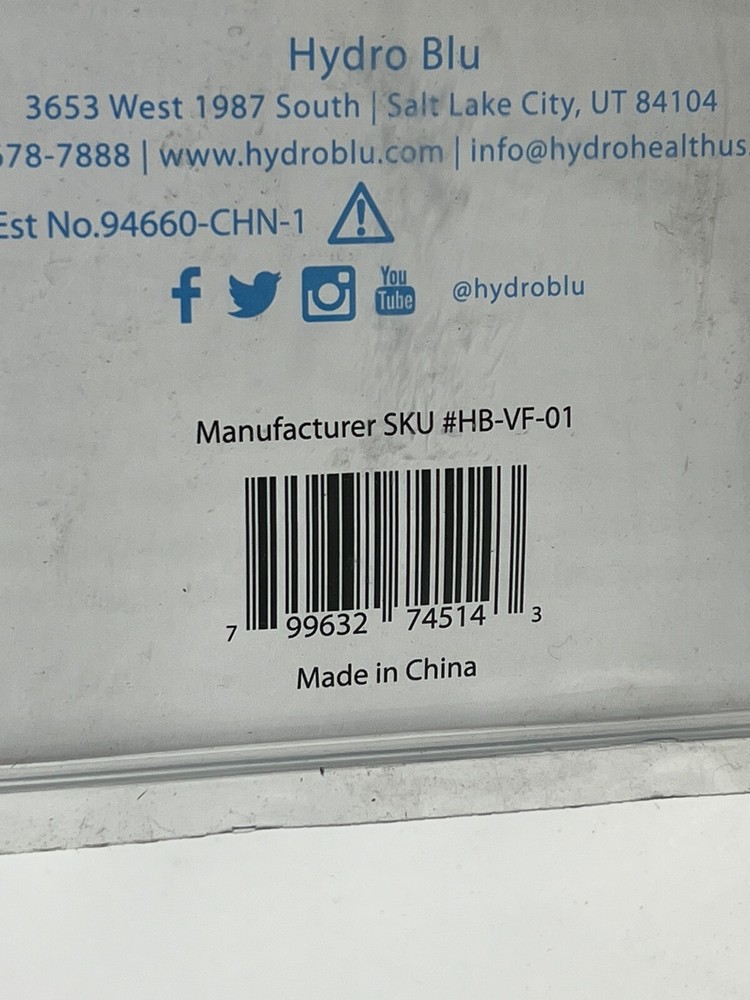 Hydro Blu
3653 West 1987 South | Salt Lake City, UT 84104
678-7888 | www.hydroblu.com | info@hydrohealthus.
Est No.94660-CHN-1
You
Tube
@hydroblu
Manufacturer SKU #HB-VF-01
7 99632 74514 3
Made in China